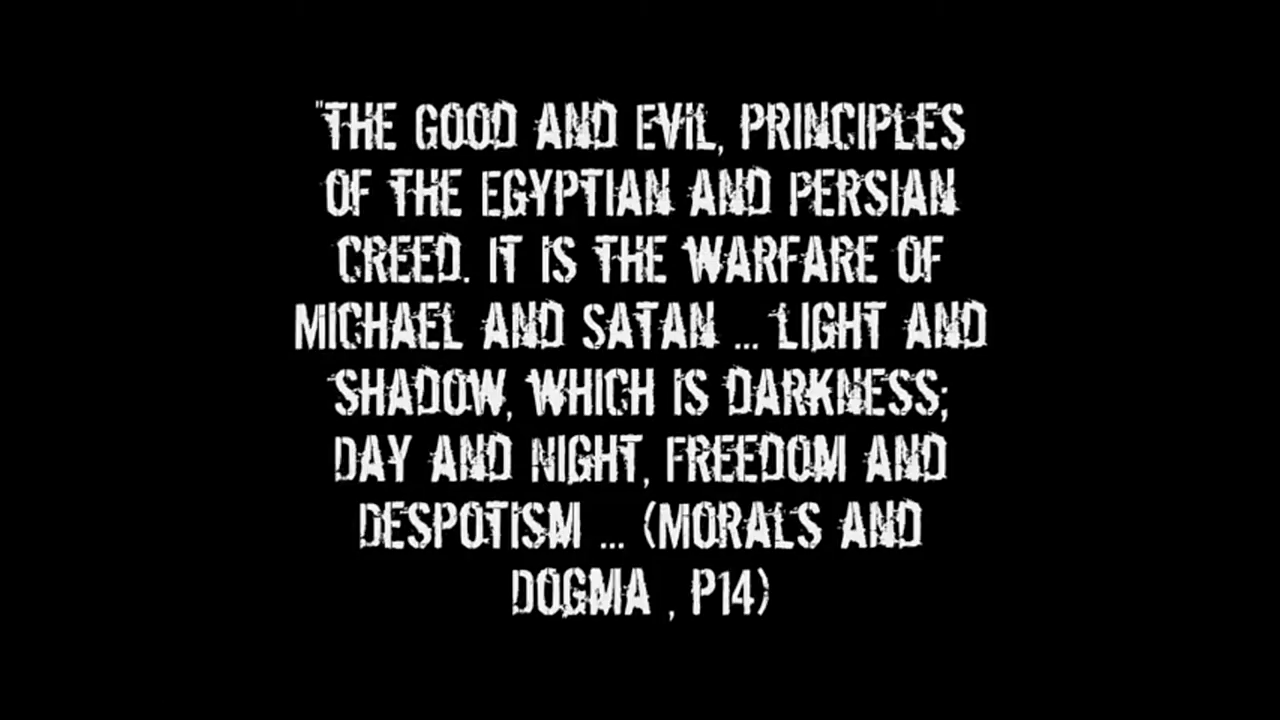 "THE GOOD AND EVIL, PRINCIPLES
OF THE EGYPTIAN AND PERSIAN
CREED. IT IS THE WARFARE OF
MICHAEL AND SATAN ... LIGHT AND
SHADOW, WHICH IS DARKNESS;
DAY AND NIGHT, FREEDOM AND
DESPOTISM ... (MORALS AND
DOGMA , P14)